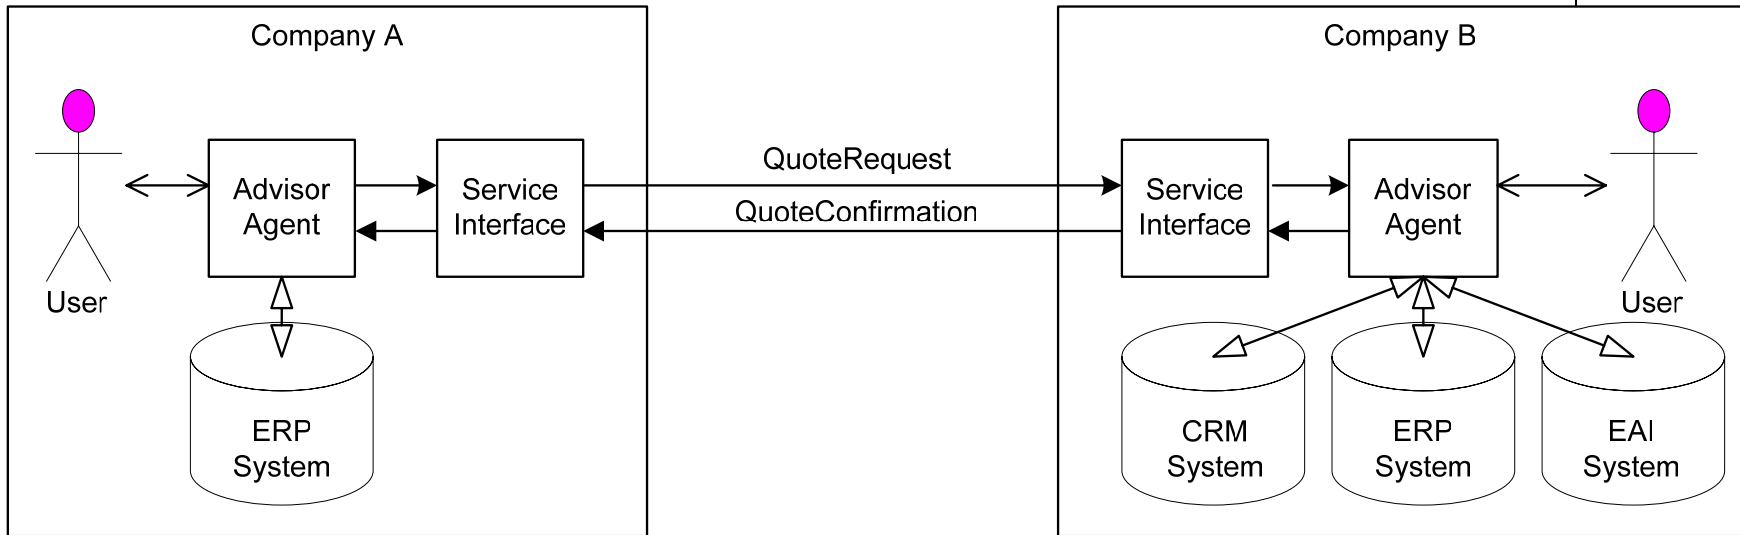 Company A
User
Advisor
Agent
Service
Interface
ERP
System
QuoteRequest
QuoteConfirmation
Company B
Service
Interface
Advisor
Agent
User
CRM
System
ERP
System
EAI
System